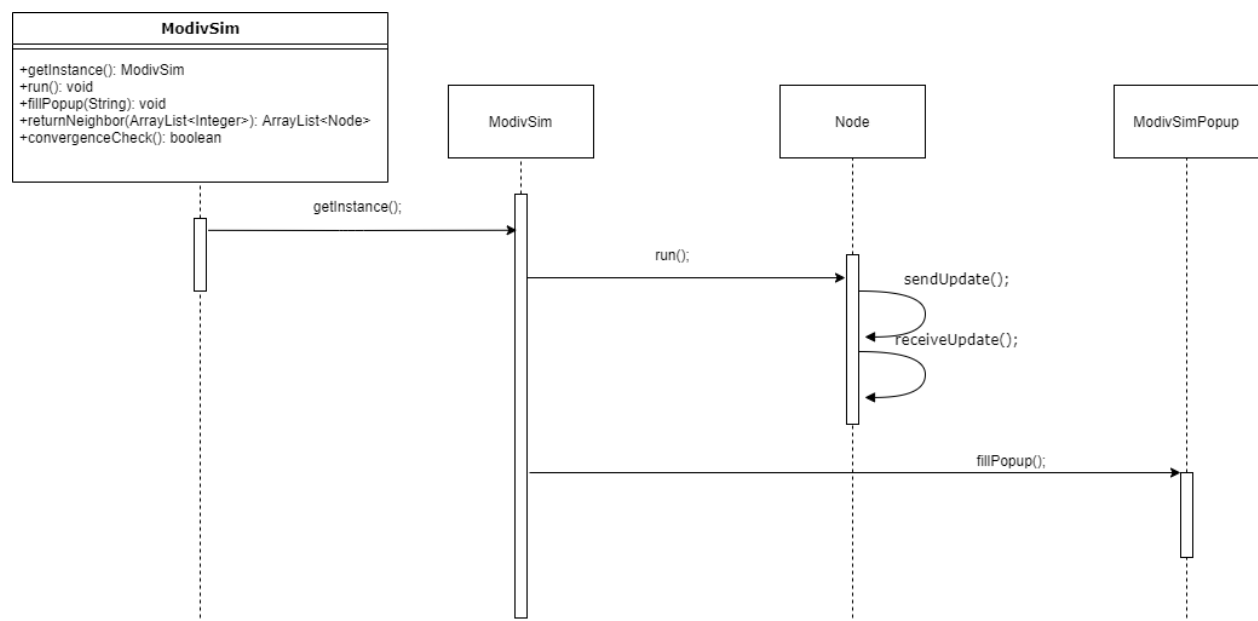 ModivSim
+getInstance(): ModivSim
+run(): void
+fillPopup(String): void
+returnNeighbor(ArrayList<Integer>): ArrayList<Node>
+convergenceCheck(): boolean
ModivSim
Node
ModivSimPopup
getInstance();
run();
sendUpdate();
receiveUpdate();
fillPopup();